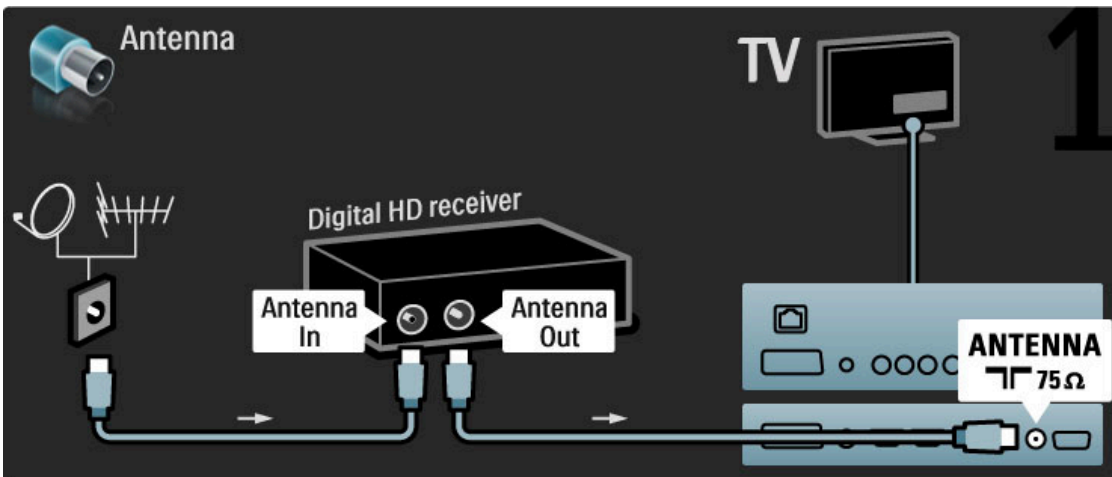 Antenna
TV
1
Digital HD receiver
Antenna
In
Antenna
Out
ANTENNA
75Ω